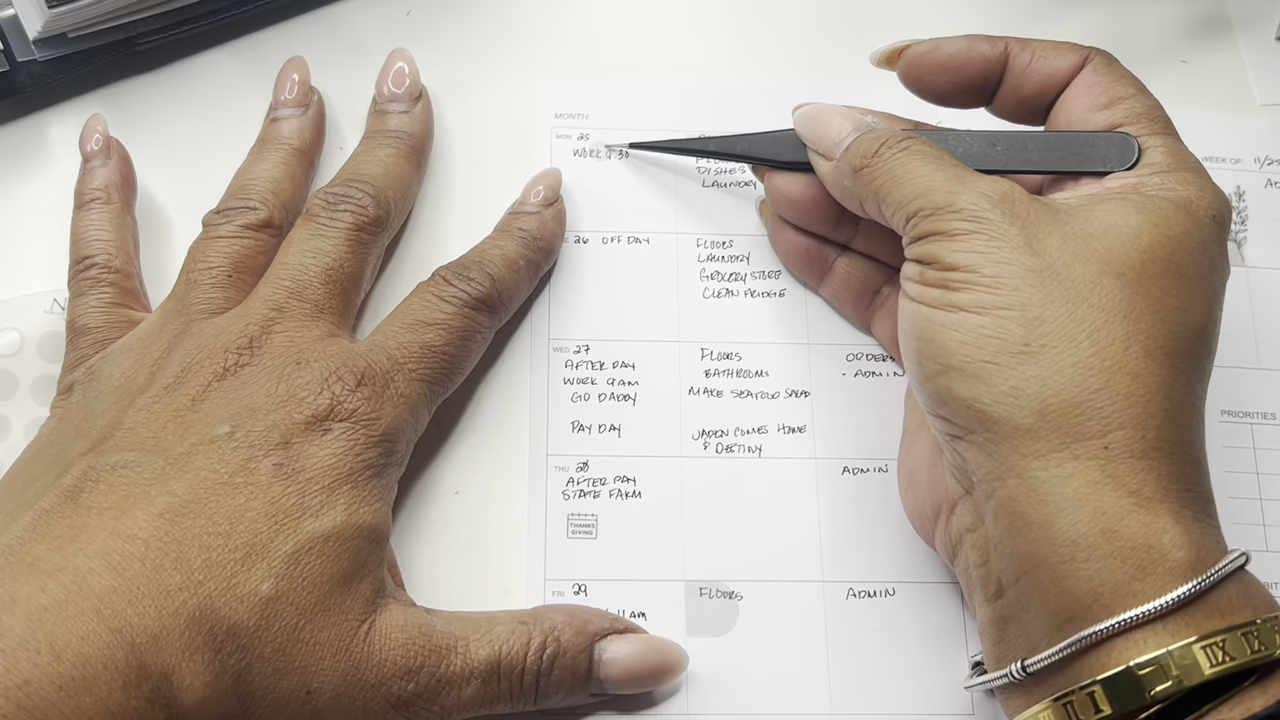 MONTH:
MON 25
WORK 9 30
DISHES
LAUNDRY
WEEK OF: 11/25
26 OFF DAY
FLOORS
LAUNDRY
GROCERY STORE
CLEAN FRIDGE
WED 27
AFTER DAY
WORK 9AM
GO DADDY
PAY DAY
FLOORS
BATHROOMS
MAKE SEAFOOD SALAD
JADEN COMES HOME
& DESTINY
ORDERS
- ADMIN
THU 28
AFTER PAY
STATE FARM
THANKS
GIVING
ADMIN
FRI 29
11AM
FLOORS
ADMIN
PRIORITIES